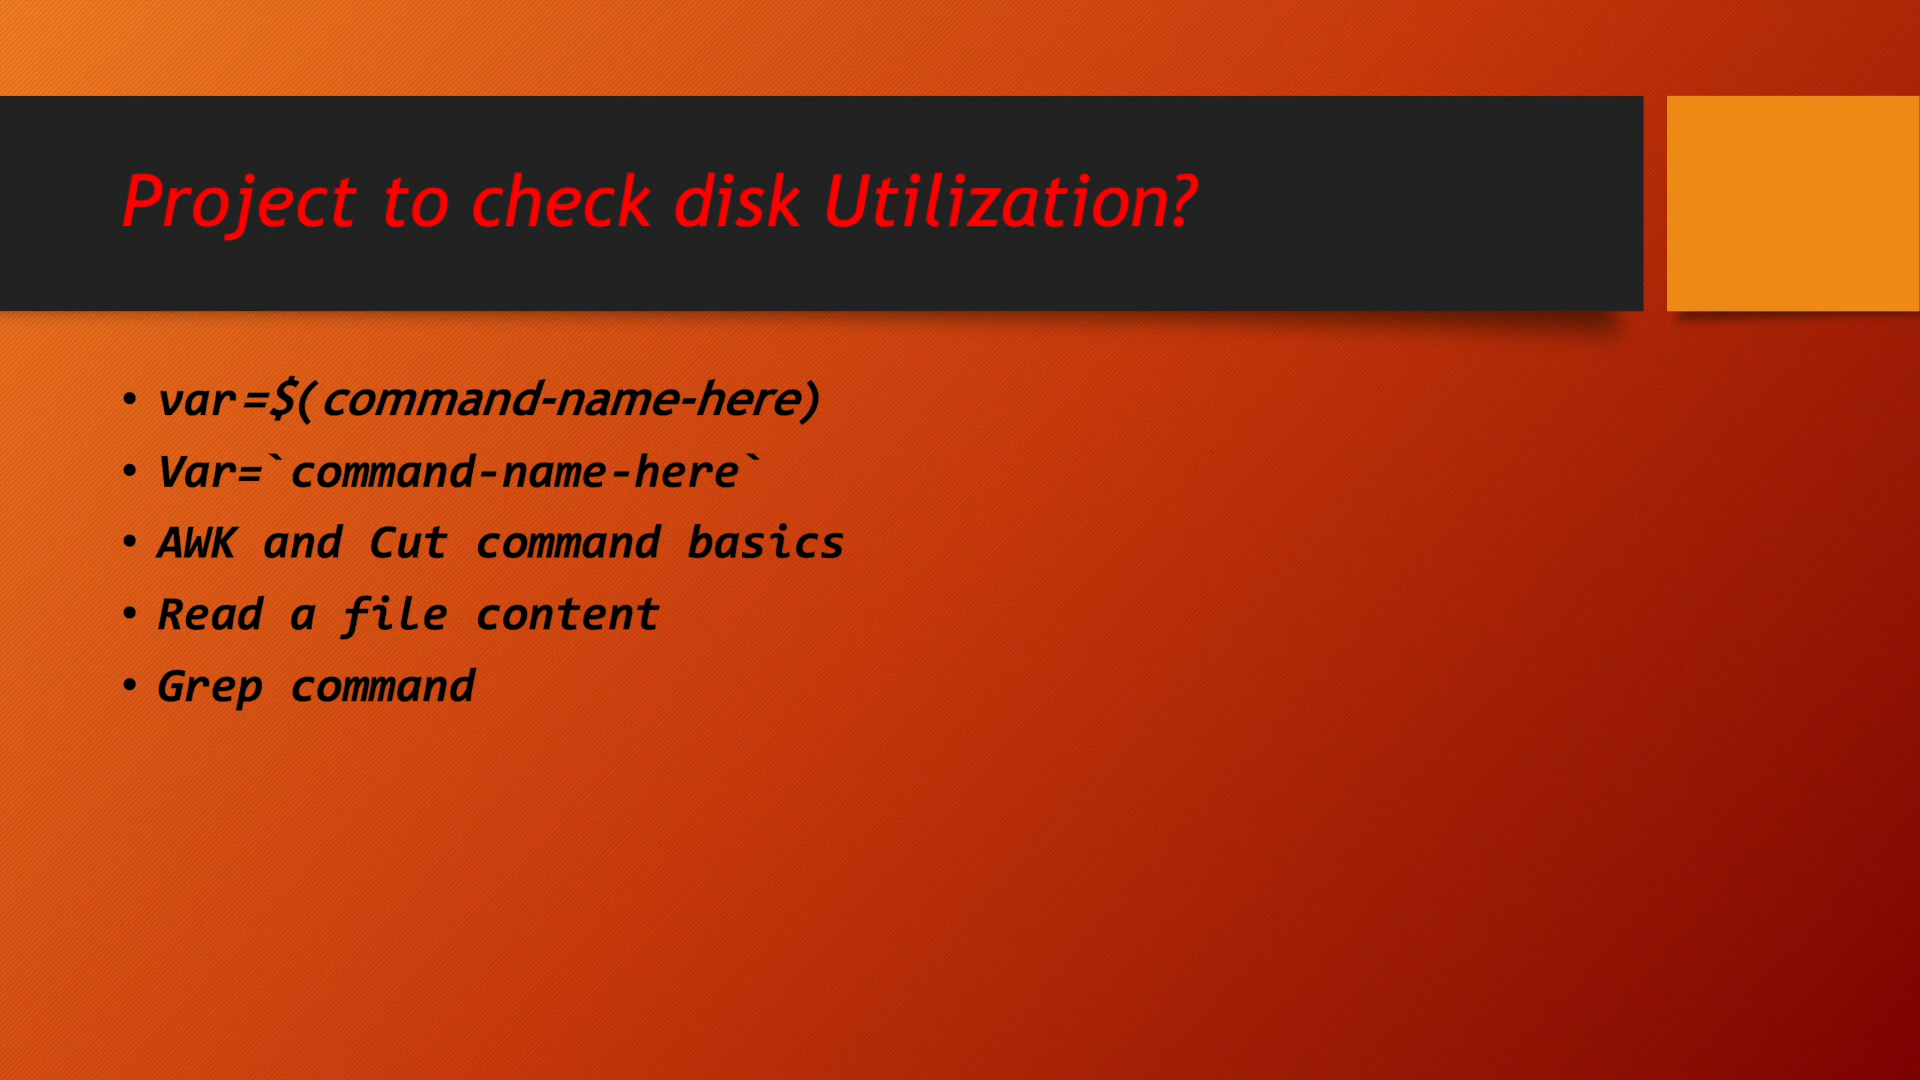 Project to check disk Utilization?
• var=$(command-name-here)
• Var=`command-name-here`
• AWK and Cut command basics
• Read a file content
• Grep command